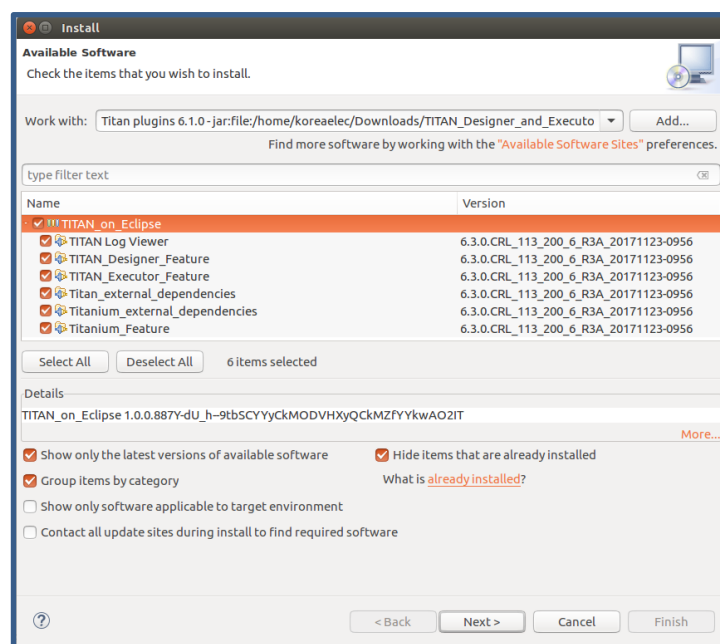 Install
Available Software
Check the items that you wish to install.
Work with: Titan plugins 6.1.0 - jar:file:/home/koreaelec/Downloads/TITAN_Designer_and_Executo Add...
Find more software by working with the "Available Software Sites" preferences.
type filter text
Name Version
TITAN_on_Eclipse
TITAN Log Viewer 6.3.0.CRL_113_200_6_R3A_20171123-0956
TITAN_Designer_Feature 6.3.0.CRL_113_200_6_R3A_20171123-0956
TITAN_Executor_Feature 6.3.0.CRL_113_200_6_R3A_20171123-0956
Titan_external_dependencies 6.3.0.CRL_113_200_6_R3A_20171123-0956
Titanium_external_dependencies 6.3.0.CRL_113_200_6_R3A_20171123-0956
Titanium_Feature 6.3.0.CRL_113_200_6_R3A_20171123-0956
Select All Deselect All 6 items selected
Details
TITAN_on_Eclipse 1.0.0.887Y-dU_h--9tbSCYYyCkMODVHXyQCkMZfYYkwAO2IT
More...
Show only the latest versions of available software Hide items that are already installed
Group items by category What is already installed?
Show only software applicable to target environment
Contact all update sites during install to find required software
? < Back Next > Cancel Finish